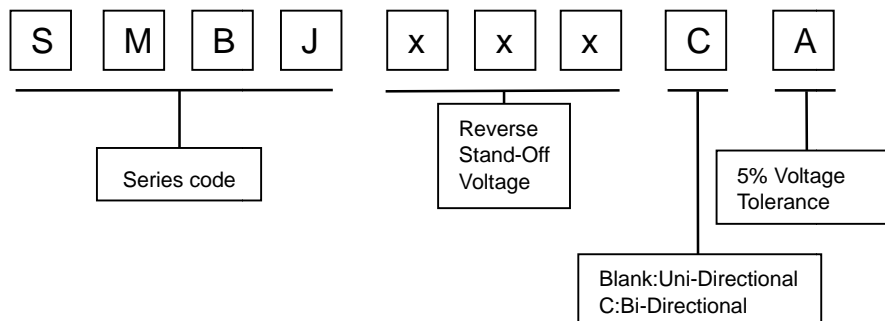 S M B J x x x C A
Series code
Reverse
Stand-Off
Voltage
5% Voltage
Tolerance
Blank:Uni-Directional
C:Bi-Directional